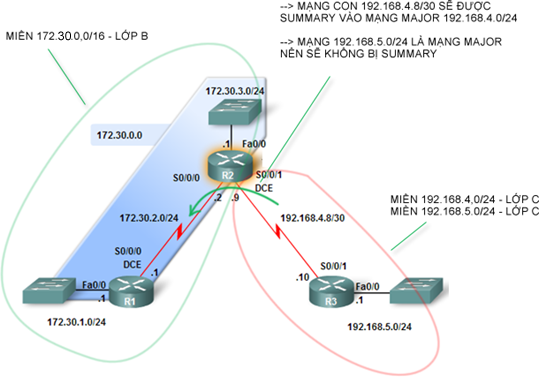 --> MẠNG CON 192.168.4.8/30 SẼ ĐƯỢC
SUMMARY VÀO MẠNG MAJOR 192.168.4.0/24
--> MẠNG 192.168.5.0/24 LÀ MẠNG MAJOR
NÊN SẼ KHÔNG BỊ SUMMARY
MIỀN 172.30.0,0/16 - LỚP B
172.30.3.0/24
172.30.0.0
.1
Fa0/0
R2
S0/0/0
S0/0/1
DCE
.2
.9
172.30.2.0/24
192.168.4.8/30
MIỀN 192.168.4,0/24 - LỚP C
MIỀN 192.168.5.0/24 - LỚP C
S0/0/0
DCE
.1
Fa0/0
.1
R1
172.30.1.0/24
S0/0/1
.10
Fa0/0
.1
R3
192.168.5.0/24